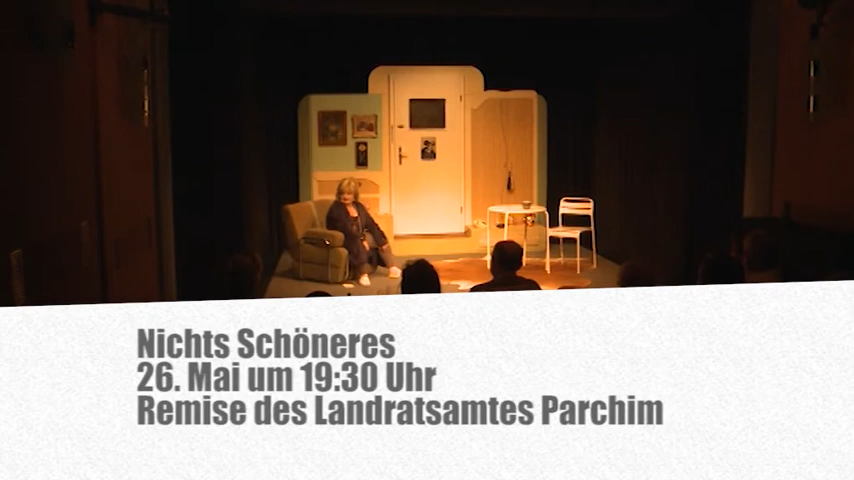 Nichts Schöneres
26. Mai um 19:30 Uhr
Remise des Landratsamtes Parchim